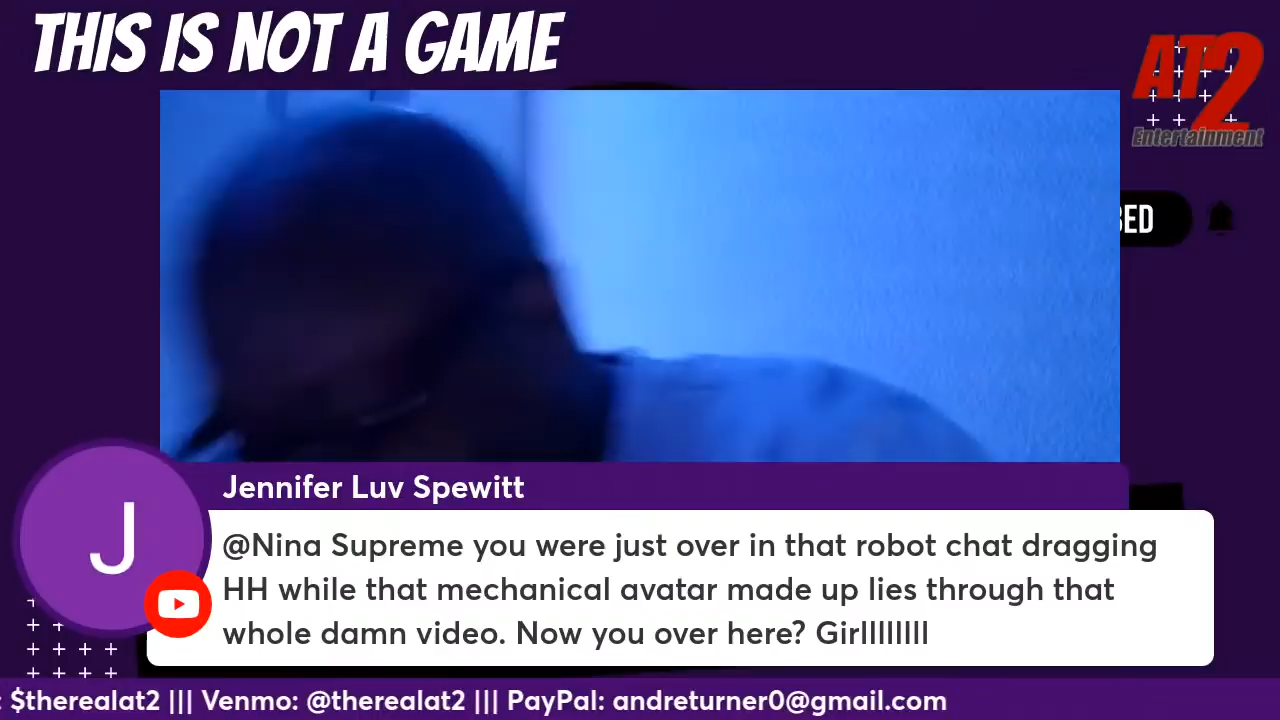 THIS IS NOT A GAME
AT2
Entertainment
BED
J
Jennifer Luv Spewitt
@Nina Supreme you were just over in that robot chat dragging
HH while that mechanical avatar made up lies through that
whole damn video. Now you over here? Girllllllll
: $therealat2 ||| Venmo: @therealat2 ||| PayPal: andreturner0@gmail.com